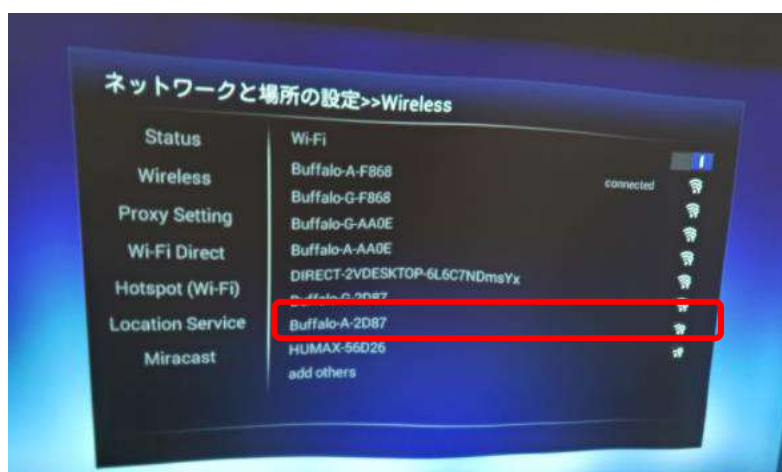 ネットワークと場所の設定>>Wireless
Status
Wireless
Proxy Setting
Wi-Fi Direct
Hotspot (Wi-Fi)
Location Service
Miracast
Wi-Fi
Buffalo-A-F868 connected
Buffalo-G-F868
Buffalo-G-AA0E
Buffalo-A-AA0E
DIRECT-2VDESKTOP-6L6C7NDmsYx
Buffalo-G-2D87
Buffalo-A-2D87
HUMAX-56D26
add others